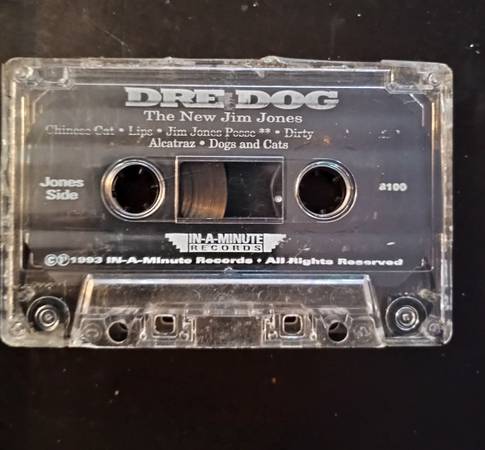 DRE DOG
The New Jim Jones
Chinese Cat • Lips • Jim Jones Posse ** • Dirty
Alcatraz • Dogs and Cats
Jones
Side
8100
IN-A-MINUTE
RECORDS
©℗1993 IN-A-Minute Records • All Rights Reserved